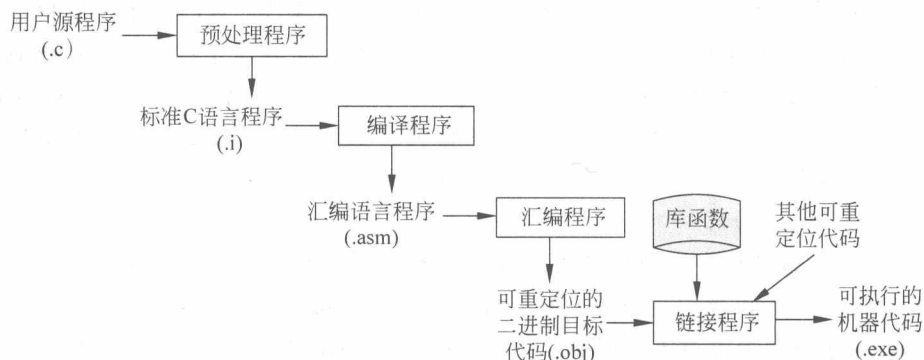 用户源程序
(.c）
预处理程序
标准C语言程序
(.i)
编译程序
汇编语言程序
(.asm)
汇编程序
库函数
其他可重
定位代码
可重定位的
二进制目标
代码(.obj)
链接程序
可执行的
机器代码
(.exe)